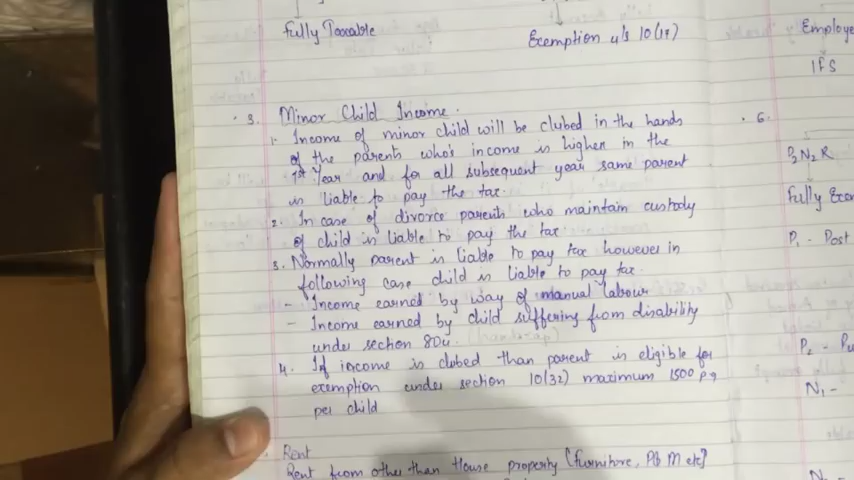 fully Taxable
Exemption u/s 10(17)
3. Minor Child Income.
1. Income of minor child will be clubed in the hands
of the parents who's income is higher in the
1st Year and for all subsequent year same parent
is liable to pay the tax.
2. In case of divorce parents who maintain custody
of child is liable to pay the tax
3. Normally parent is liable to pay tax however in
following case child is liable to pay tax.
- Income earned by way of manual labour
- Income earned by child suffering from disability
under section 80u.
4. If income is clubed than parent is eligible for
exemption under section 10(32) maximum 1500 p.a
per child
Rent
Rent from other than House property [furniture, P& M etc]
Employe
IFS
6.
R
fully Exem
P1 - Post
P2 - Pu
N1 -